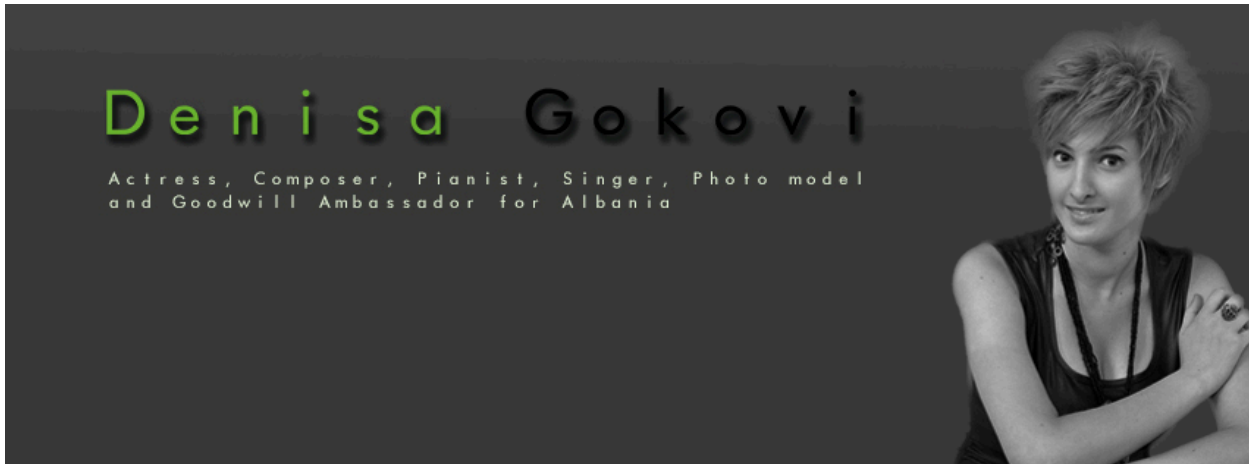 Denisa Gokovi
Actress, Composer, Pianist, Singer, Photo model
and Goodwill Ambassador for Albania